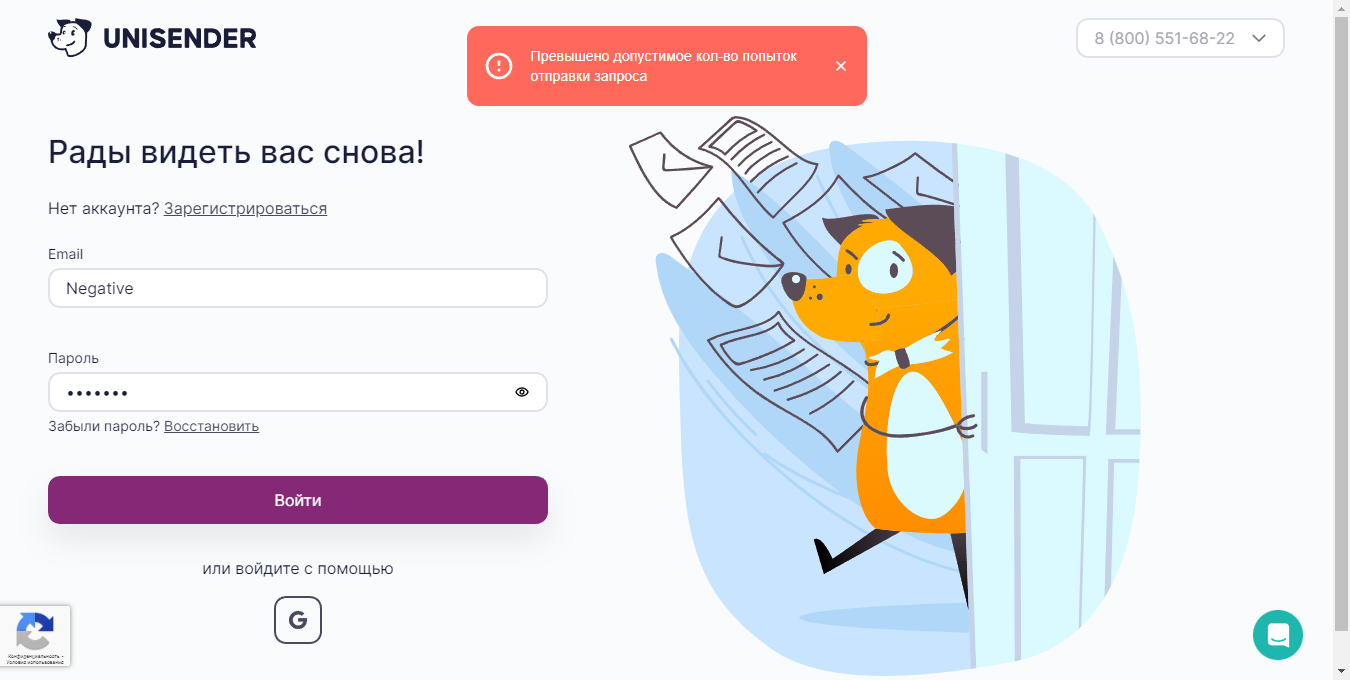 UNISENDER
Превышено допустимое кол-во попыток
отправки запроса
8 (800) 551-68-22
Рады видеть вас снова!
Нет аккаунта? Зарегистрироваться
Email
Negative
Пароль
Забыли пароль? Восстановить
Войти
или войдите с помощью
G
Конфиденциальность -
Условия использования